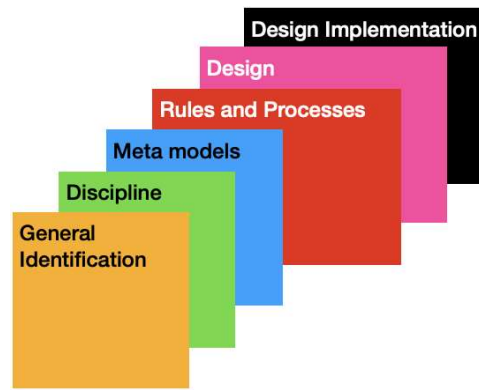 Design Implementation
Design
Rules and Processes
Meta models
Discipline
General
Identification